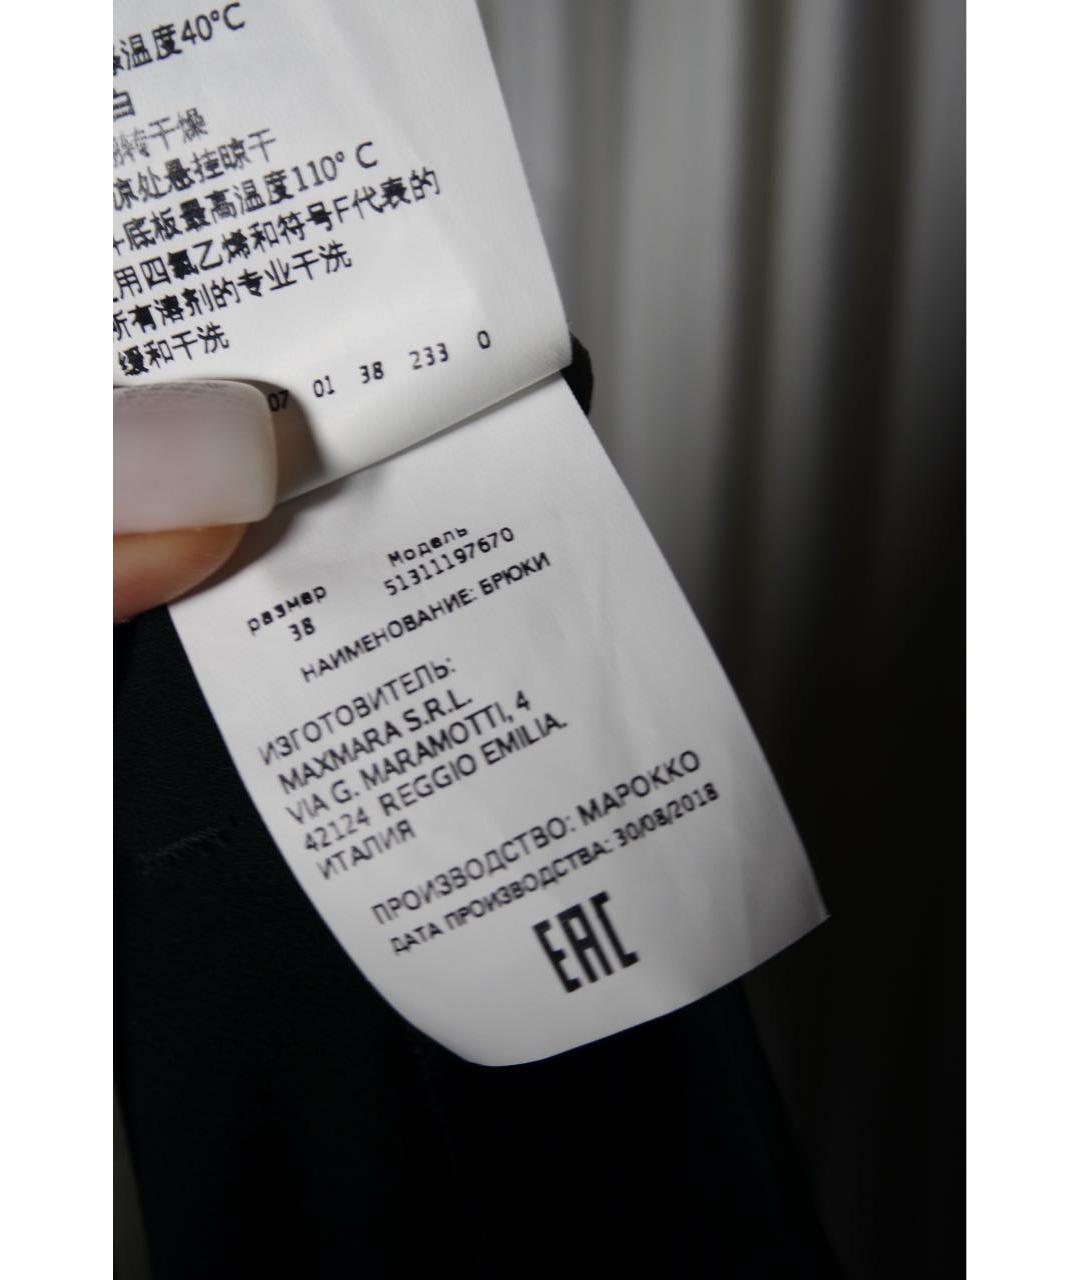 温度40°C
白
转干燥
凉处悬挂晾干
底板最高温度110° C
用四氯乙烯和符号F代表的
所有溶剂的专业干洗
缓和干洗
07 01 38 233 0
размер Модель
38 51311197670
НАИМЕНОВАНИЕ: БРЮКИ
ИЗГОТОВИТЕЛЬ:
MAXMARA S.R.L.
VIA G. MARAMOTTI, 4
42124 REGGIO EMILIA.
ИТАЛИЯ
ПРОИЗВОДСТВО: МАРОККО
ДАТА ПРОИЗВОДСТВА: 30/08/2018
EAC